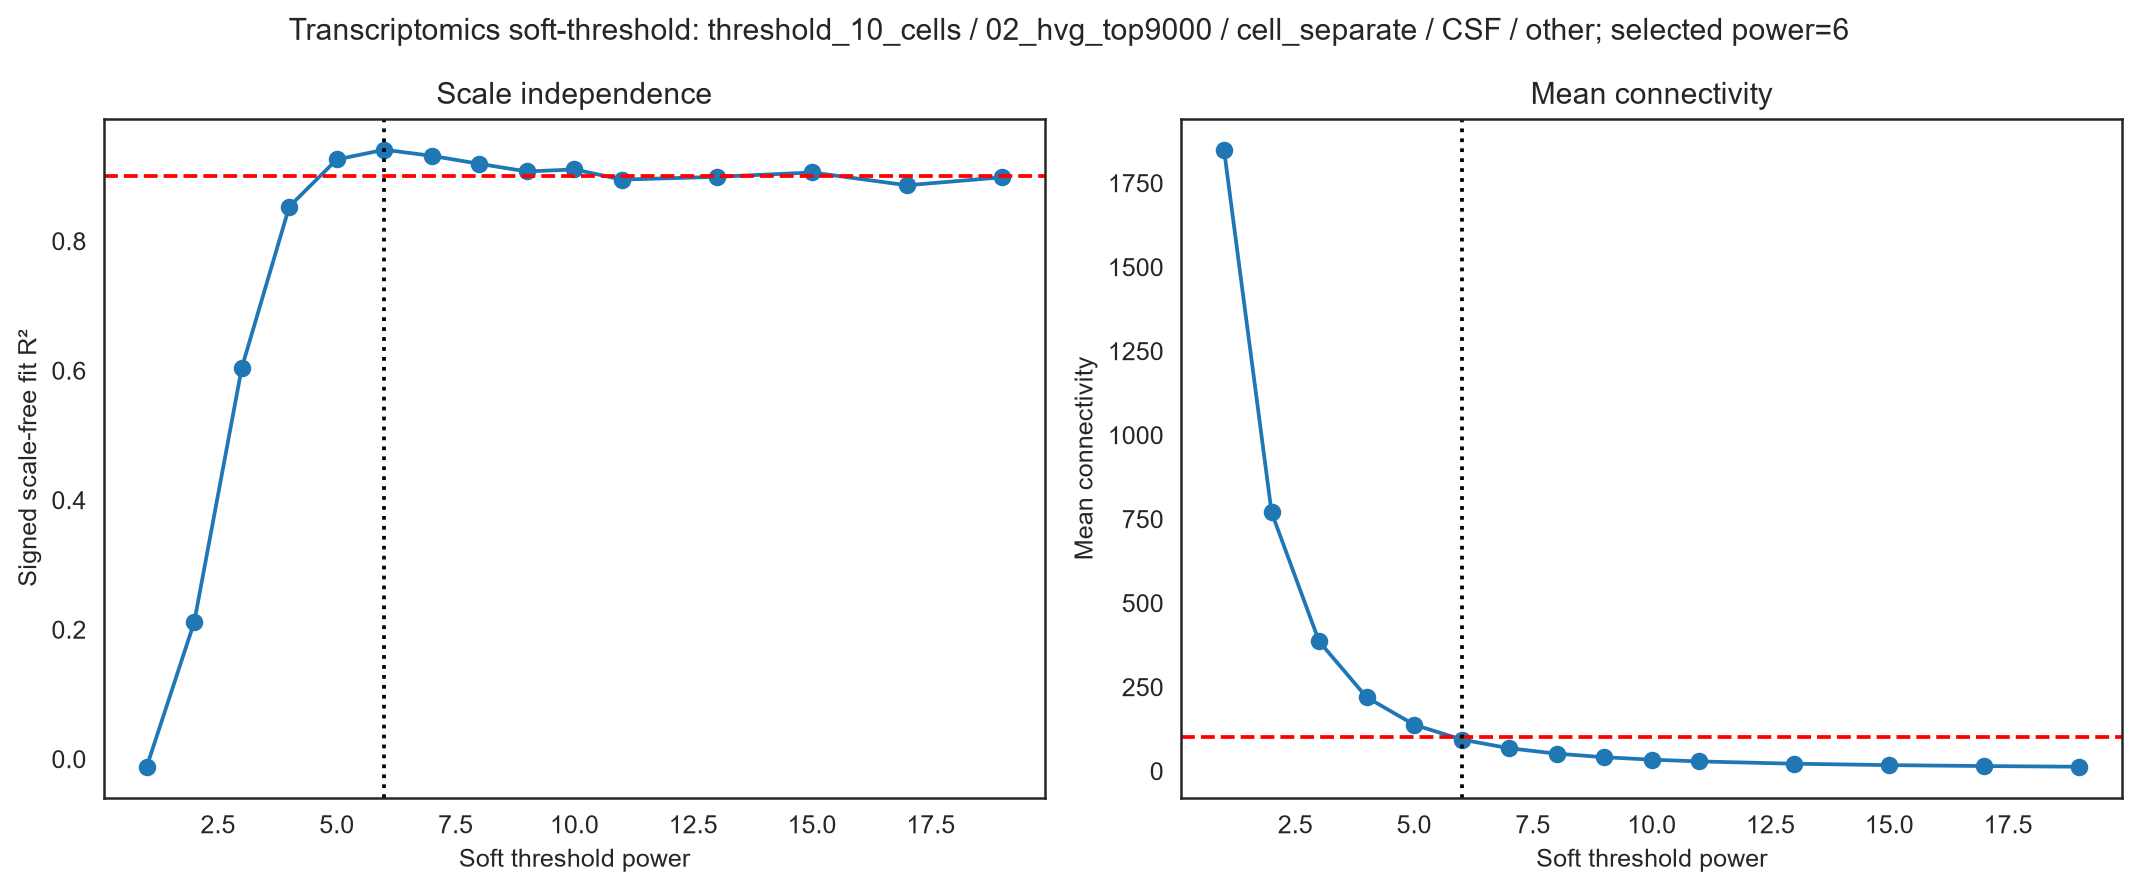 Transcriptomics soft-threshold: threshold_10_cells / 02_hvg_top9000 / cell_separate / CSF / other; selected power=6
Scale independence
Signed scale-free fit R²
0.8
0.6
0.4
0.2
0.0
2.5 5.0 7.5 10.0 12.5 15.0 17.5
Soft threshold power
Mean connectivity
Mean connectivity
1750
1500
1250
1000
750
500
250
0
2.5 5.0 7.5 10.0 12.5 15.0 17.5
Soft threshold power